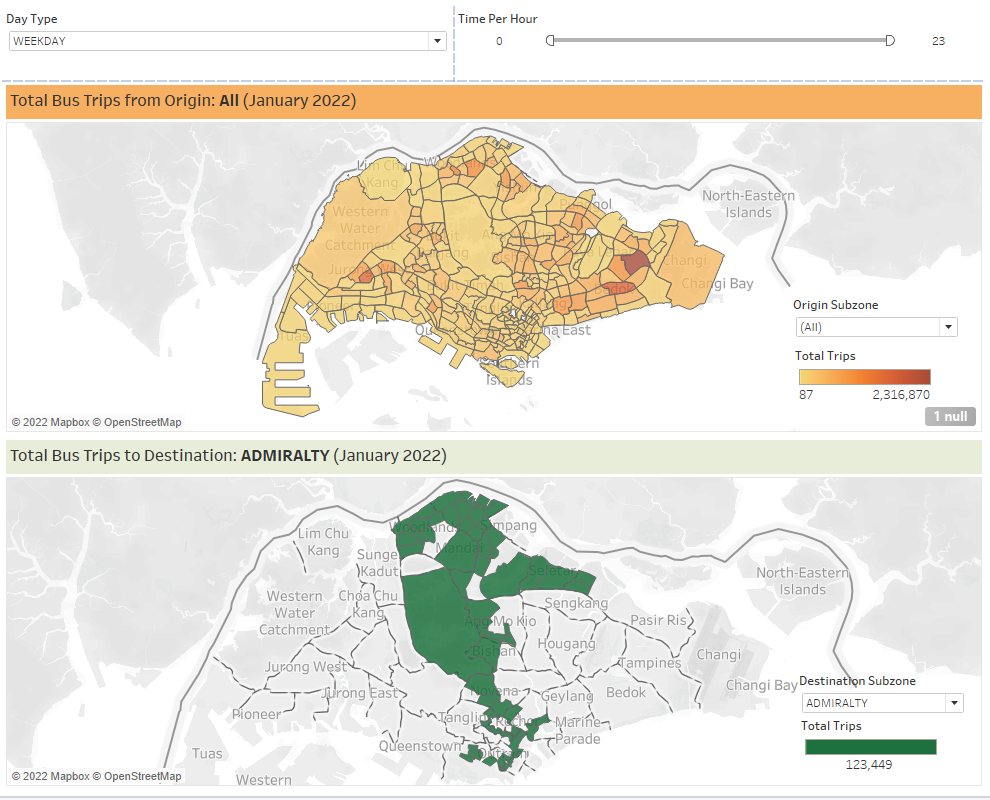 Day Type
WEEKDAY
Time Per Hour
0
23
Total Bus Trips from Origin: All (January 2022)
Lim Chu
Kang
North-Eastern
Islands
Western
Water
Catchment
Changi
Changi Bay
Bedok
Tuas
Islands
Origin Subzone
(All)
Total Trips
87
2,316,870
1 null
© 2022 Mapbox © OpenStreetMap
Total Bus Trips to Destination: ADMIRALTY (January 2022)
Lim Chu
Kang
Woodlands
Simpang
Mandai
Sungei
Kadut
Seletar
North-Eastern
Islands
Western
Water
Catchment
Choa Chu
Kang
Sengkang
Ang Mo Kio
Pasir Ris
Hougang
Bishan
Tampines
Changi
Jurong West
Jurong East
Novena
Geylang
Bedok
Changi Bay
Pioneer
Tanglin
Rochor
Marine
Parade
Queenstown
Outram
Tuas
Western
Destination Subzone
ADMIRALTY
Total Trips
123,449
© 2022 Mapbox © OpenStreetMap